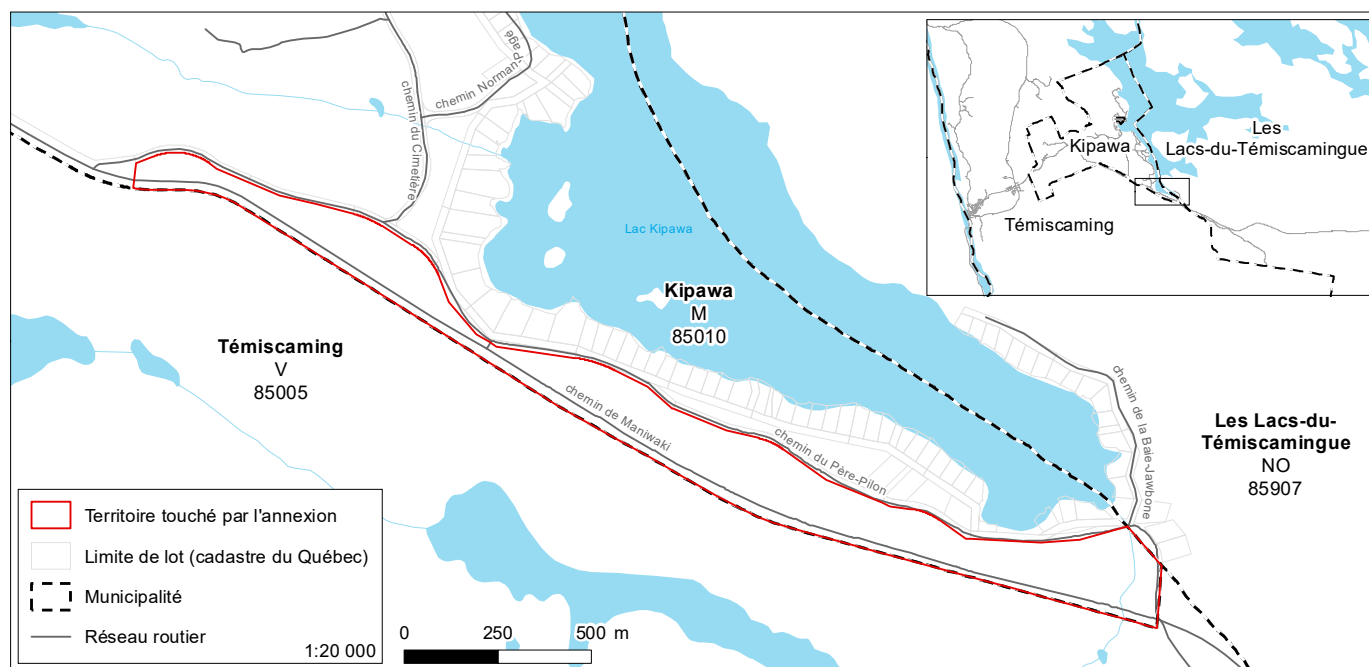 chemin Norman-Pagé
chemin du Cimetière
Lac Kipawa
Kipawa
M
85010
Témiscaming
V
85005
chemin de Maniwaki
chemin du Père-Pilon
chemin de la Baie-Jawbone
Les Lacs-du-
Témiscamingue
NO
85907
Les
Lacs-du-Témiscamingue
Kipawa
Témiscaming
Territoire touché par l'annexion
Limite de lot (cadastre du Québec)
Municipalité
Réseau routier
1:20 000
0 250 500 m